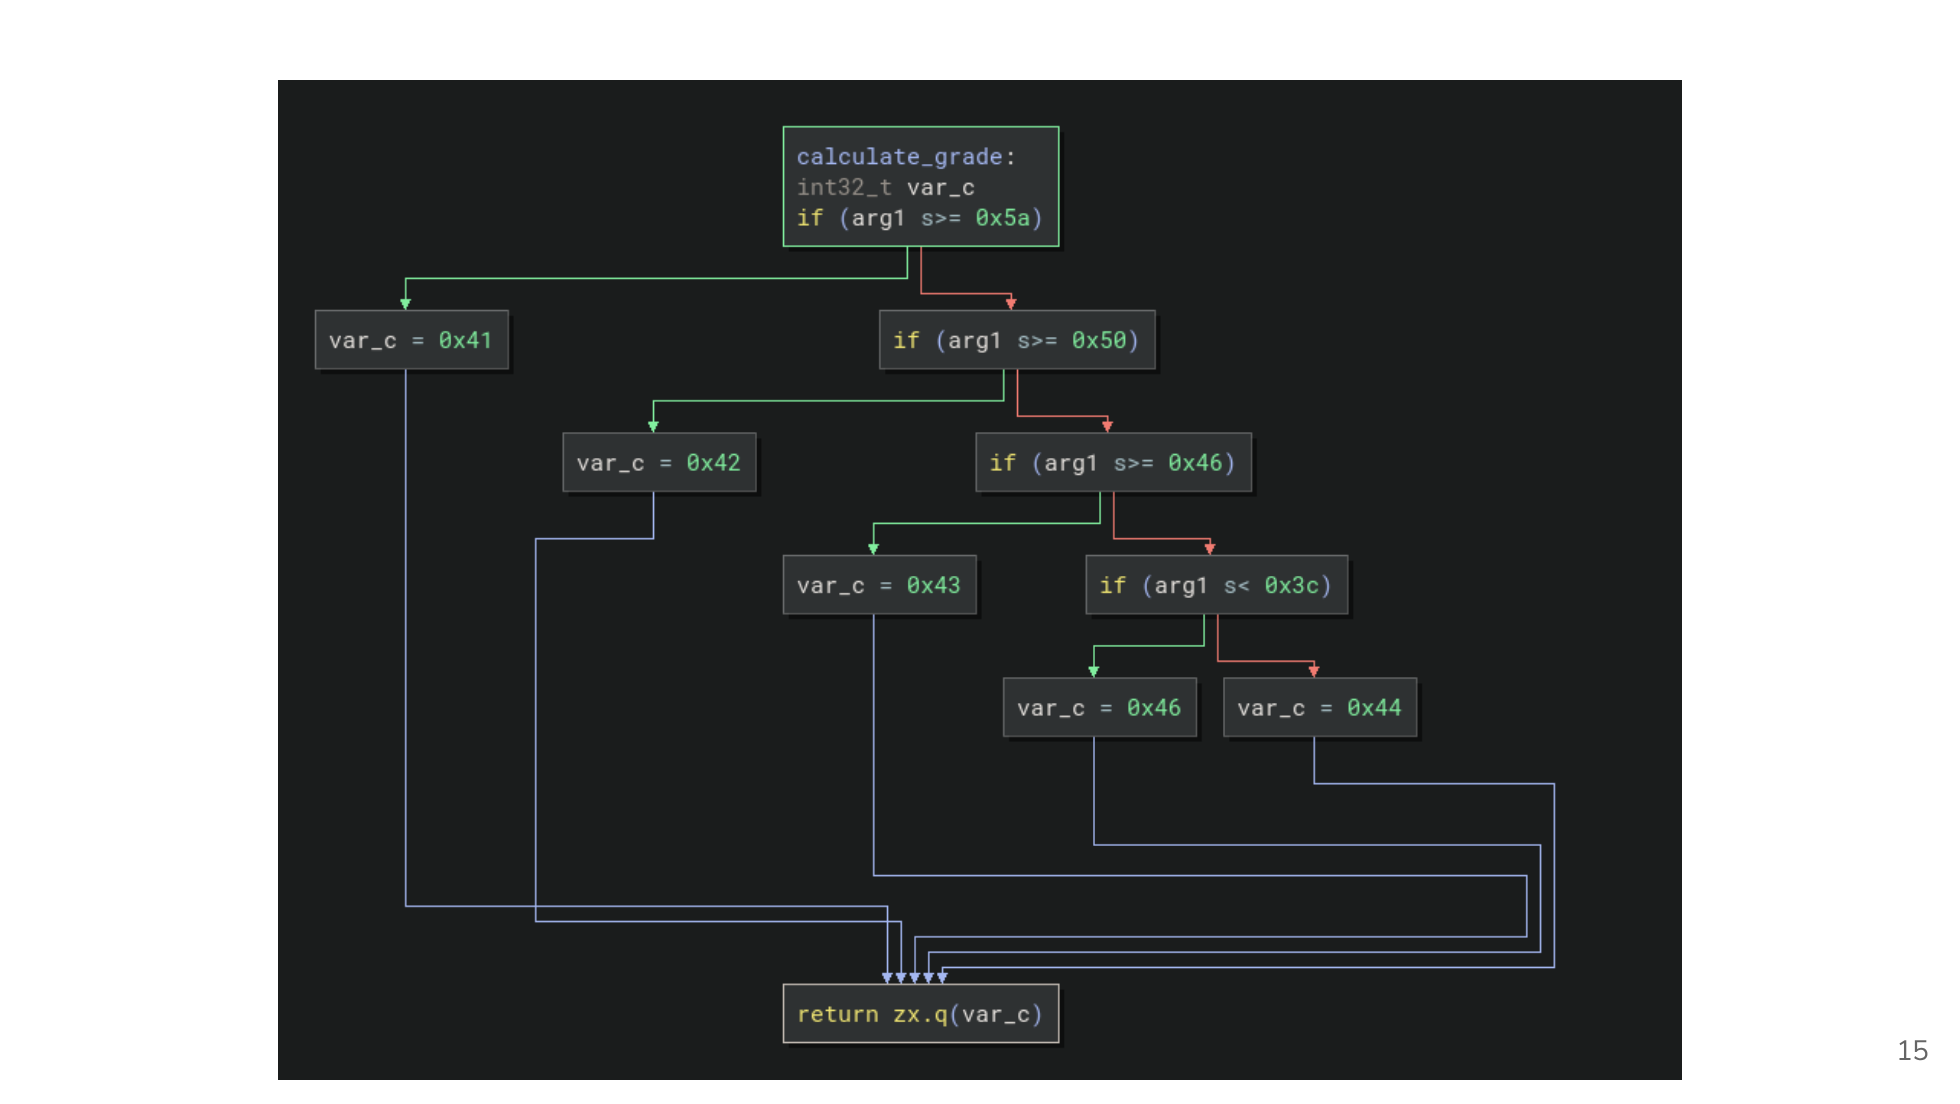 calculate_grade:
int32_t var_c
if (arg1 s>= 0x5a)
var_c = 0x41
if (arg1 s>= 0x50)
var_c = 0x42
if (arg1 s>= 0x46)
var_c = 0x43
if (arg1 s< 0x3c)
var_c = 0x46
var_c = 0x44
return zx.q(var_c)
15